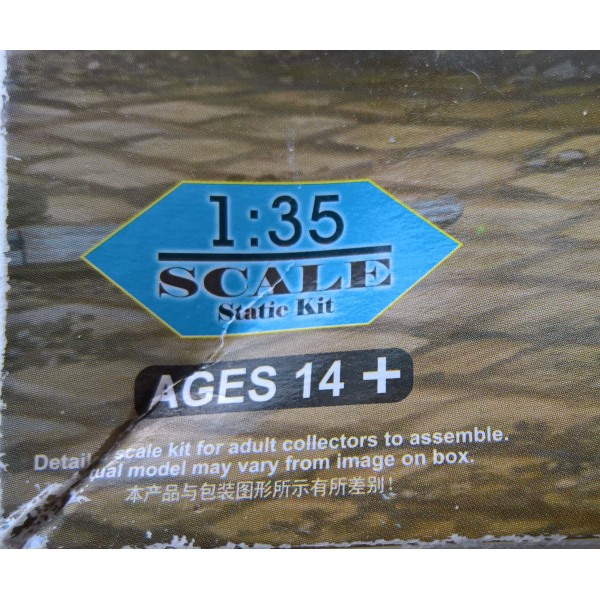 1:35
SCALE
Static Kit
AGES 14 +
scale kit for adult collectors to assemble.
model may vary from image on box.
本产品与包装图形所示有所差别！